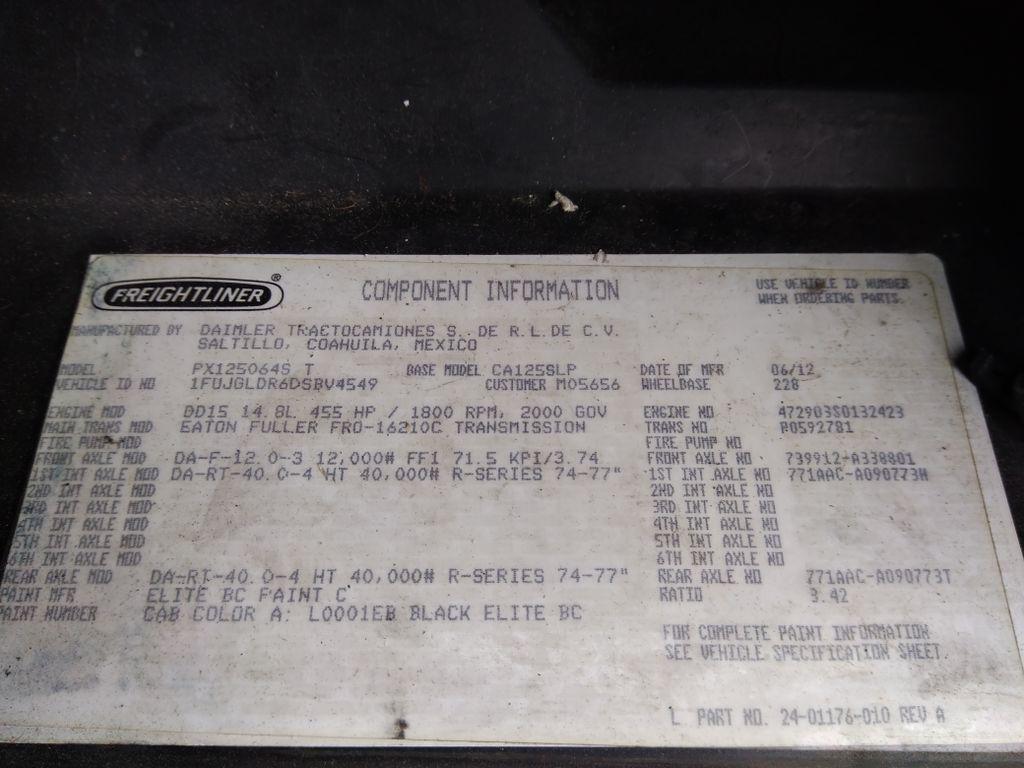 FREIGHTLINER®
COMPONENT INFORMATION
USE VEHICLE ID NUMBER
WHEN ORDERING PARTS.
MANUFACTURED BY DAIMLER TRACTOCAMIONES S. DE R.L.DE C.V.
SALTILLO, COAHUILA, MEXICO
MODEL PX125064S T BASE MODEL CA125SLP DATE OF MFR 06/12
VEHICLE ID NO 1FUJGLDR6DSBV4549 CUSTOMER M05656 WHEELBASE 228
ENGINE MOD DD15 14.8L 455 HP / 1800 RPM, 2000 GOV ENGINE NO 472903S0132423
MAIN TRANS MOD EATON FULLER FRO-16210C TRANSMISSION TRANS NO R0592781
FIRE PUMP MOD FIRE PUMP NO
FRONT AXLE MOD DA-F-12.0-3 12,000# FF1 71.5 KPI/3.74 FRONT AXLE NO 739912-A338801
1ST INT AXLE MOD DA-RT-40.0-4 HT 40,000# R-SERIES 74-77" 1ST INT AXLE NO 771AAC-A090773W
2ND INT AXLE MOD 2ND INT AXLE NO
3RD INT AXLE MOD 3RD INT AXLE NO
4TH INT AXLE MOD 4TH INT AXLE NO
5TH INT AXLE MOD 5TH INT AXLE NO
6TH INT AXLE MOD 6TH INT AXLE NO
REAR AXLE MOD DA-RT-40.0-4 HT 40,000# R-SERIES 74-77" REAR AXLE NO 771AAC-A090773T
PAINT MFR ELITE BC PAINT C RATIO 3.42
PAINT NUMBER CAB COLOR A: L0001EB BLACK ELITE BC
FOR COMPLETE PAINT INFORMATION
SEE VEHICLE SPECIFICATION SHEET.
L PART NO. 24-01176-010 REV A